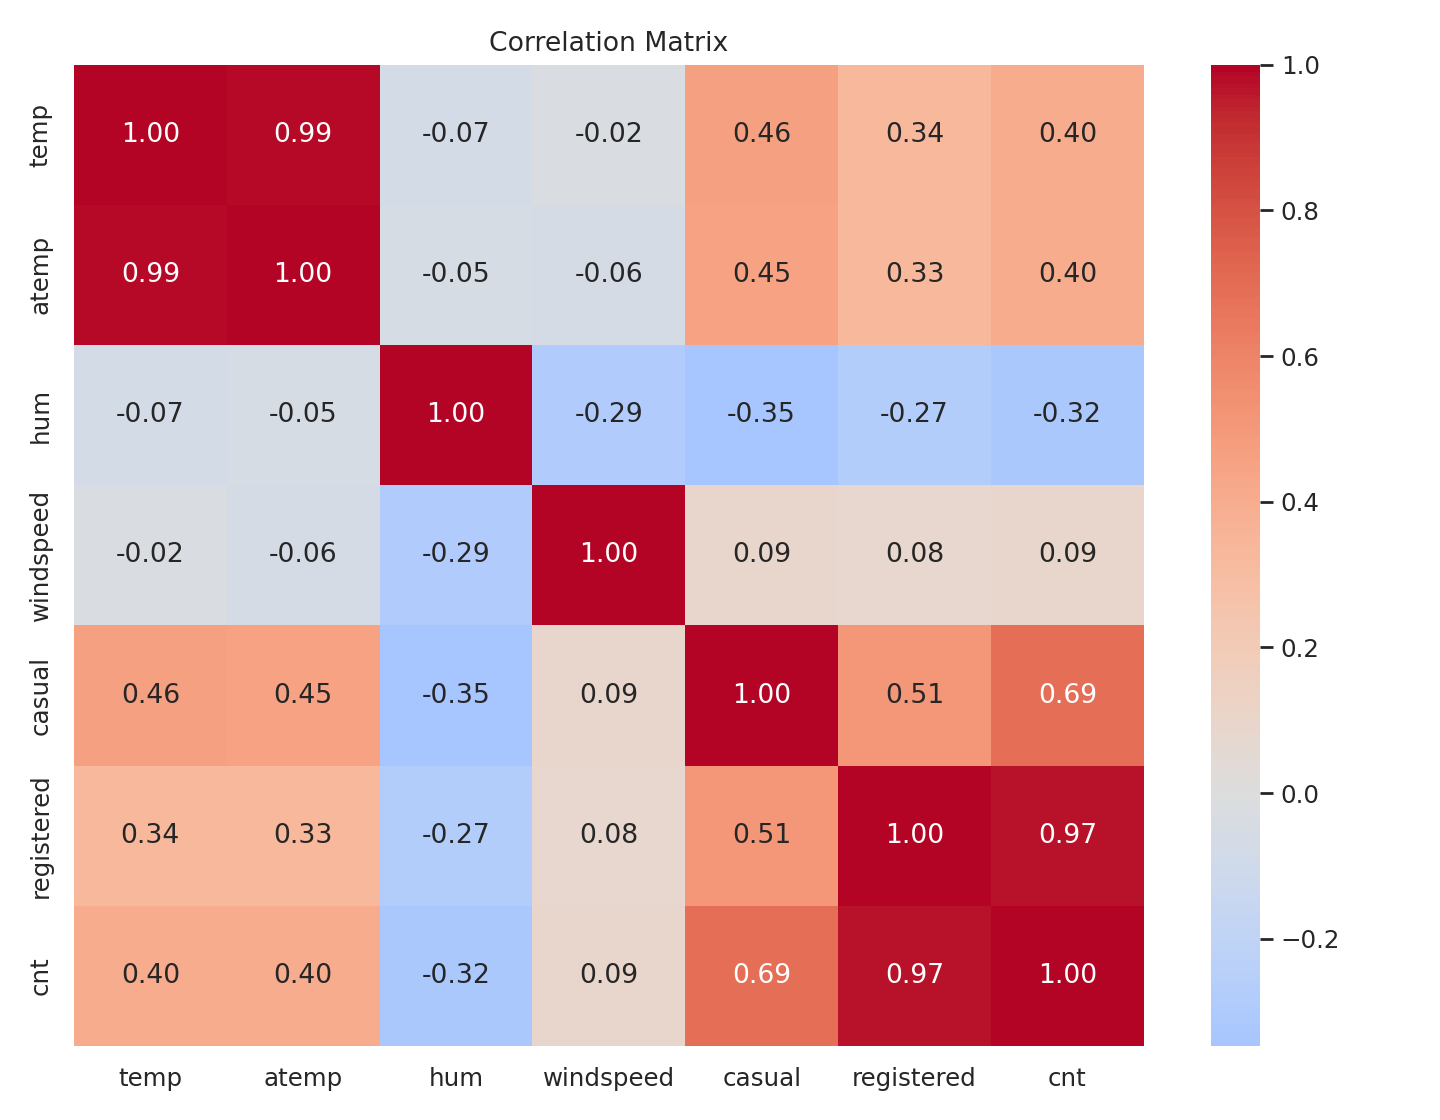 Correlation Matrix
temp 1.00 0.99 -0.07 -0.02 0.46 0.34 0.40
atemp 0.99 1.00 -0.05 -0.06 0.45 0.33 0.40
hum -0.07 -0.05 1.00 -0.29 -0.35 -0.27 -0.32
windspeed -0.02 -0.06 -0.29 1.00 0.09 0.08 0.09
casual 0.46 0.45 -0.35 0.09 1.00 0.51 0.69
registered 0.34 0.33 -0.27 0.08 0.51 1.00 0.97
cnt 0.40 0.40 -0.32 0.09 0.69 0.97 1.00
temp atemp hum windspeed casual registered cnt
1.0
0.8
0.6
0.4
0.2
0.0
−0.2